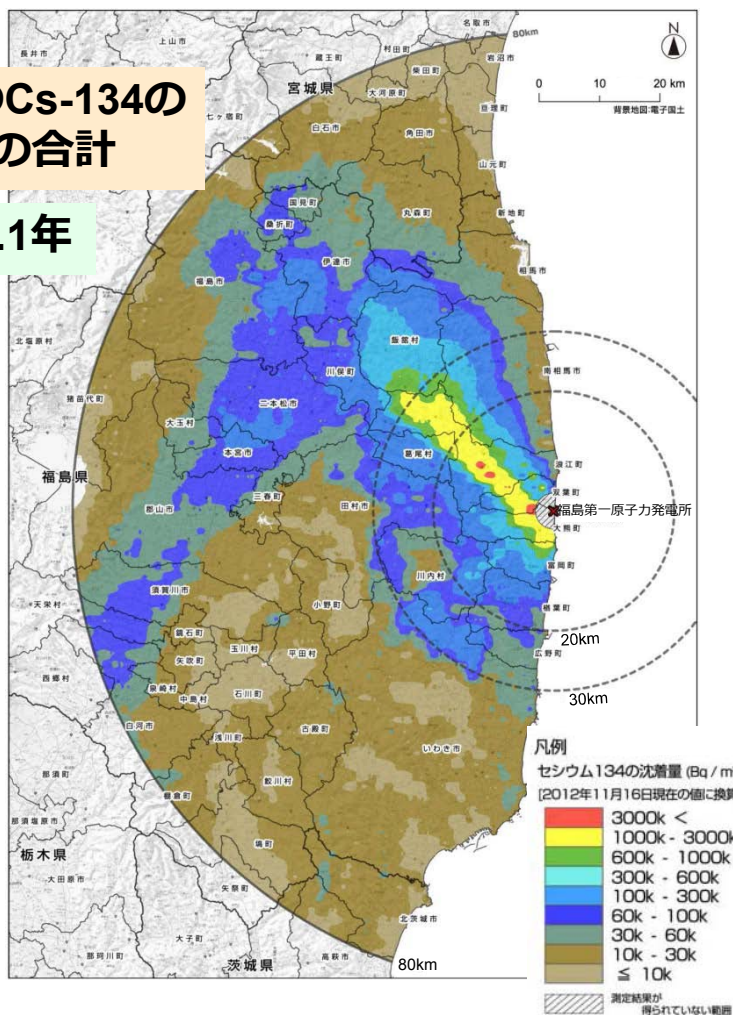 名取市
80km
N
上山市
長井市
村田町
岩沼市
蔵王町
柴田町
0 10 20 km
宮城県
大河原町
背景地図:電子国土
Cs-134の
の合計
七ヶ宿町
亘理町
白石市
角田市
山元町
国見町
丸森町
新地町
桑折町
.1年
伊達市
相馬市
福島市
北塩原村
飯舘村
川俣町
南相馬市
猪苗代町
二本松市
大玉村
本宮市
葛尾村
浪江町
福島県
双葉町
三春町
郡山市
田村市
福島第一原子力発電所
大熊町
富岡町
川内村
須賀川市
天栄村
小野町
楢葉町
鏡石町
20km
玉川村
平田村
広野町
矢吹町
西郷村
泉崎村
石川町
中島村
30km
白河市
古殿町
浅川町
いわき市
凡例
セシウム134の沈着量 (Bq / m
[2012年11月16日現在の値に換算
那須町
鮫川村
棚倉町
3000k <
那須塩原市
1000k - 3000k
塙町
600k - 1000k
栃木県
300k - 600k
大田原市
100k - 300k
矢祭町
60k - 100k
北茨城市
30k - 60k
大子町
10k - 30k
那珂川町
茨城県
高萩市
80km
≤ 10k
測定結果が
得られていない範囲